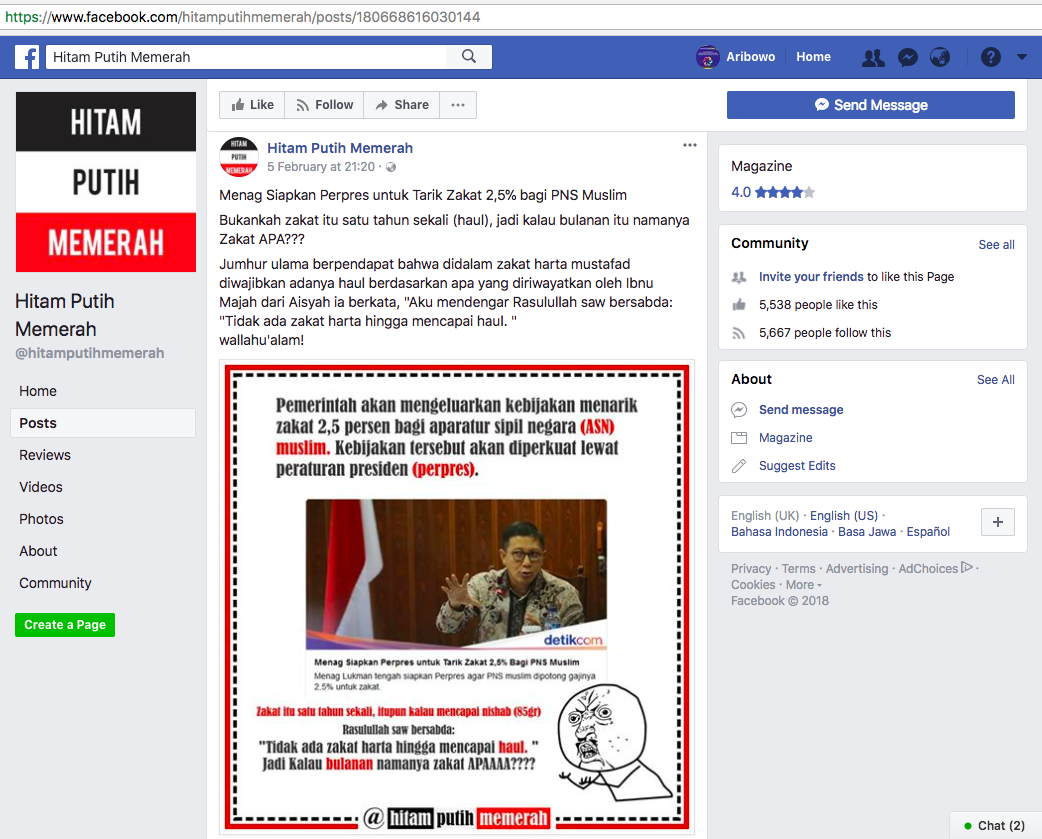 https://www.facebook.com/hitamputihmemerah/posts/180668616030144
Hitam Putih Memerah
Aribowo
Home
HITAM
PUTIH
MEMERAH
Hitam Putih
Memerah
@hitamputihmemerah
Home
Posts
Reviews
Videos
Photos
About
Community
Create a Page
Like
Follow
Share
Send Message
HITAM
PUTIH
MEMERAH
Hitam Putih Memerah
5 February at 21:20 ·
Menag Siapkan Perpres untuk Tarik Zakat 2,5% bagi PNS Muslim
Bukankah zakat itu satu tahun sekali (haul), jadi kalau bulanan itu namanya
Zakat APA???
Jumhur ulama berpendapat bahwa didalam zakat harta mustafad
diwajibkan adanya haul berdasarkan apa yang diriwayatkan oleh Ibnu
Majah dari Aisyah ia berkata, "Aku mendengar Rasulullah saw bersabda:
"Tidak ada zakat harta hingga mencapai haul. "
wallahu'alam!
Pemerintah akan mengeluarkan kebijakan menarik
zakat 2,5 persen bagi aparatur sipil negara (ASN)
muslim. Kebijakan tersebut akan diperkuat lewat
peraturan presiden (perpres).
detikcom
Menag Siapkan Perpres untuk Tarik Zakat 2,5% Bagi PNS Muslim
Menag Lukman tengah siapkan Perpres agar PNS muslim dipotong gajinya
2,5% untuk zakat.
Zakat itu satu tahun sekali, itupun kalau mencapai nishab (85gr)
Rasulullah saw bersabda:
"Tidak ada zakat harta hingga mencapai haul. "
Jadi Kalau bulanan namanya zakat APAAAA????
@ hitam putih memerah
Magazine
4.0
Community
See all
Invite your friends to like this Page
5,538 people like this
5,667 people follow this
About
See All
Send message
Magazine
Suggest Edits
English (UK) · English (US) ·
Bahasa Indonesia · Basa Jawa · Español
+
Privacy · Terms · Advertising · AdChoices ·
Cookies · More
Facebook © 2018
Chat (2)